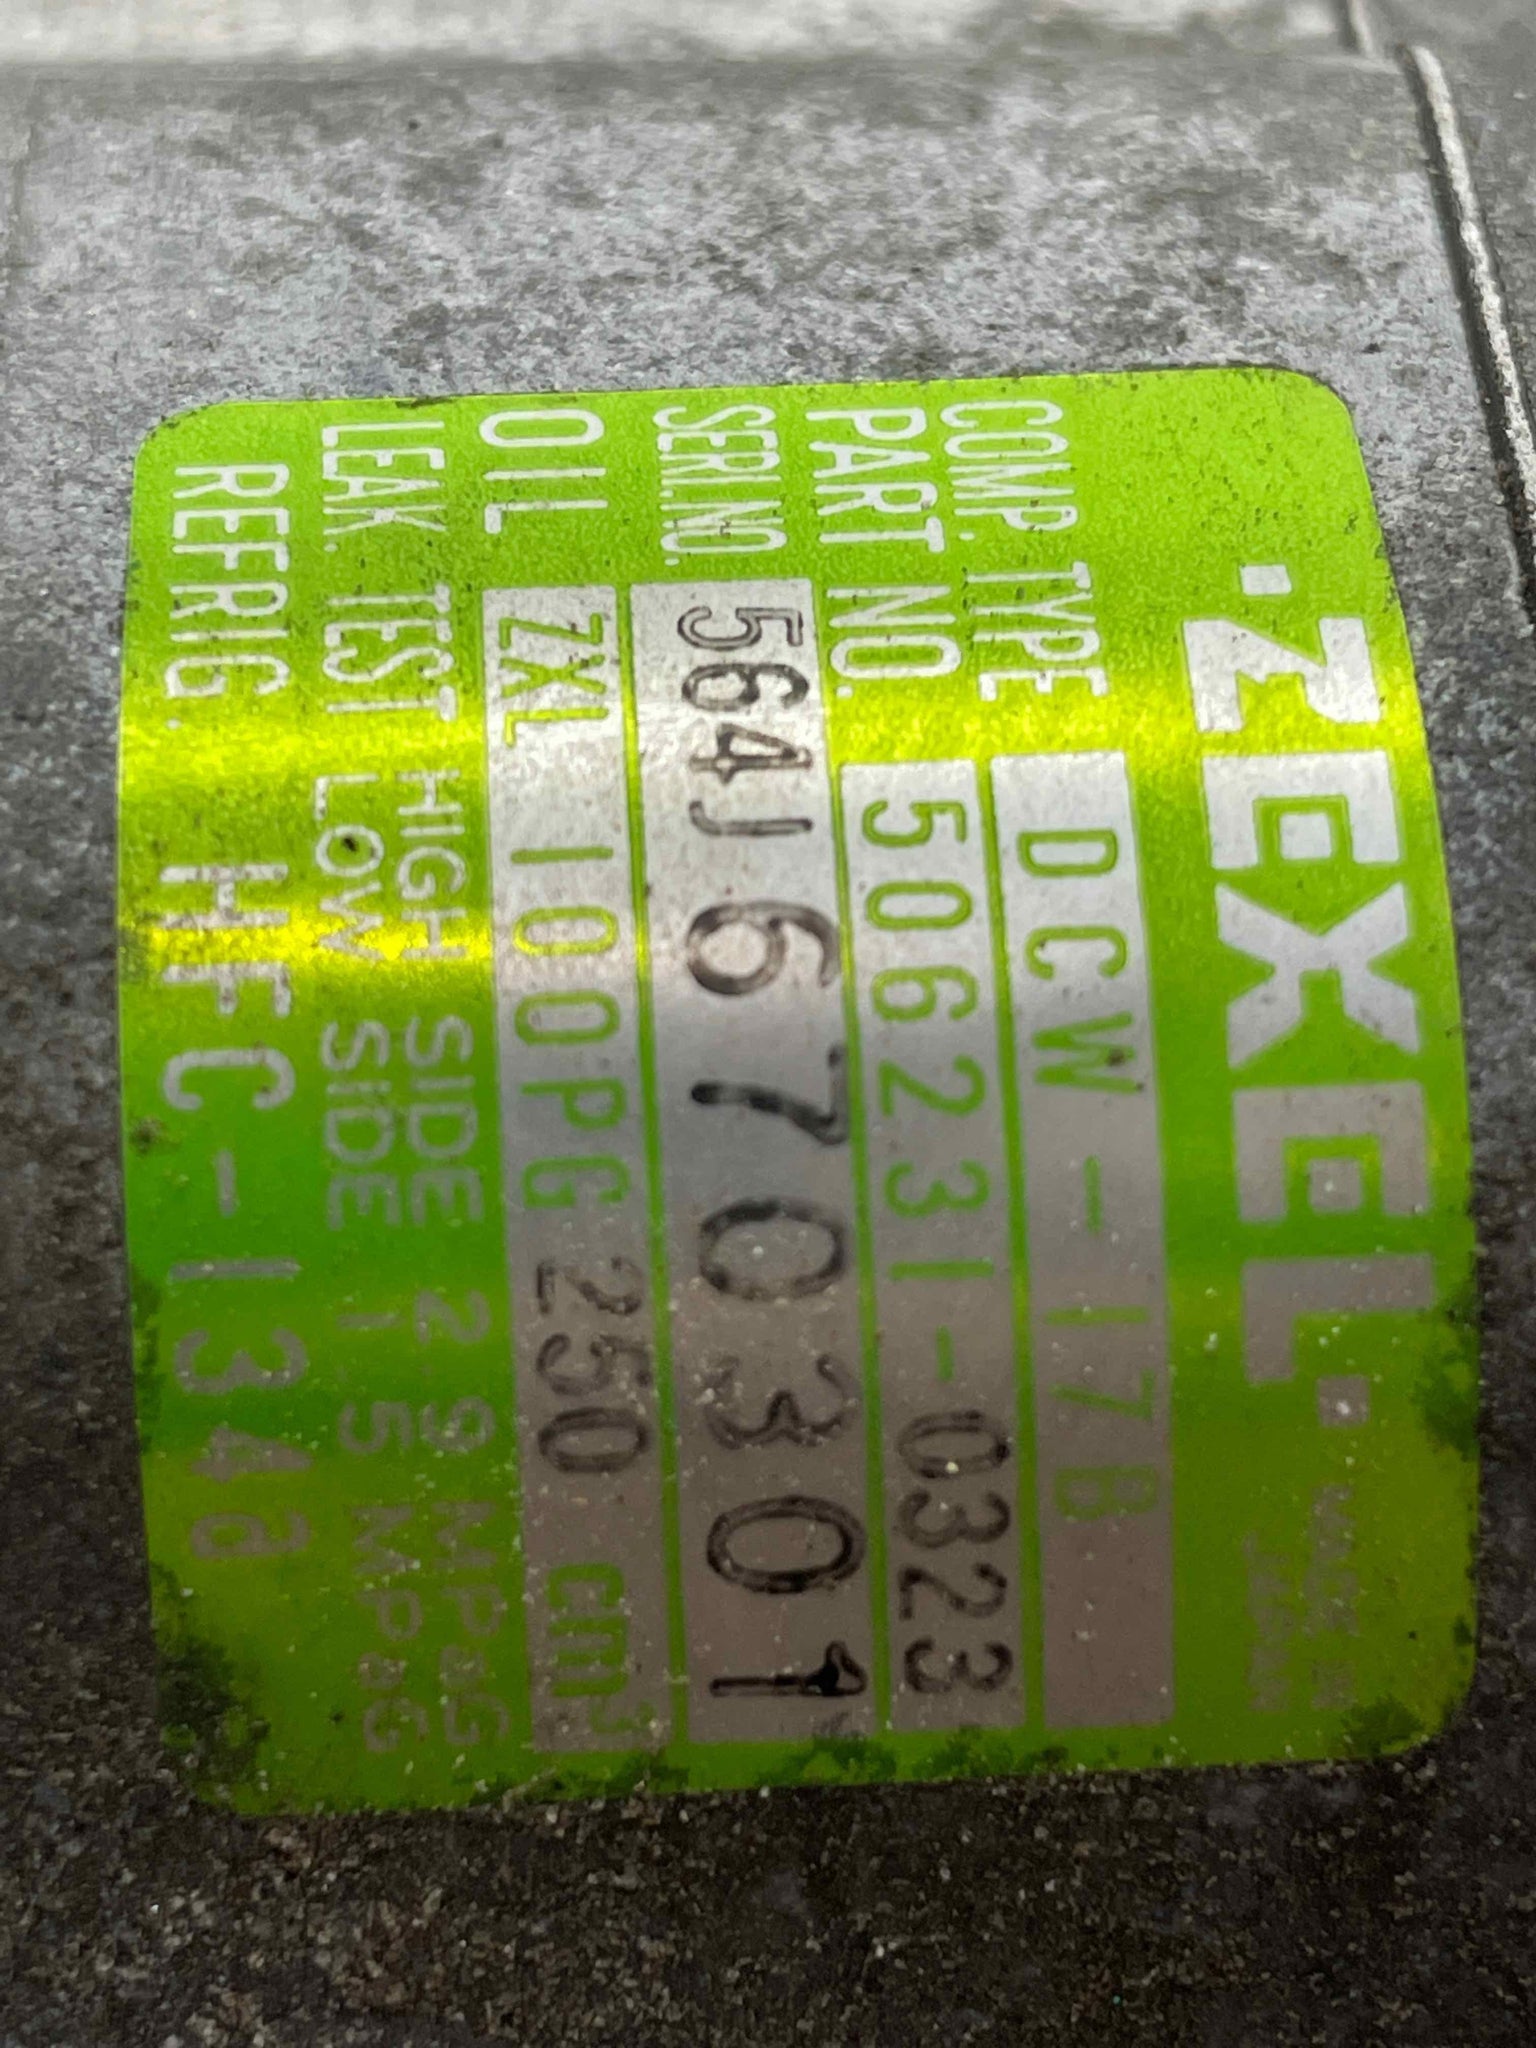 ZEXEL
COMP. TYPE DCW-17B
PART NO. 506231-0323
SERI. NO. 564J670301
OIL ZXL 100PG 250 cm³
LEAK. TEST HIGH SIDE 2.9 MPaG
LOW SIDE 1.5 MPaG
REFRIG. HFC-134a